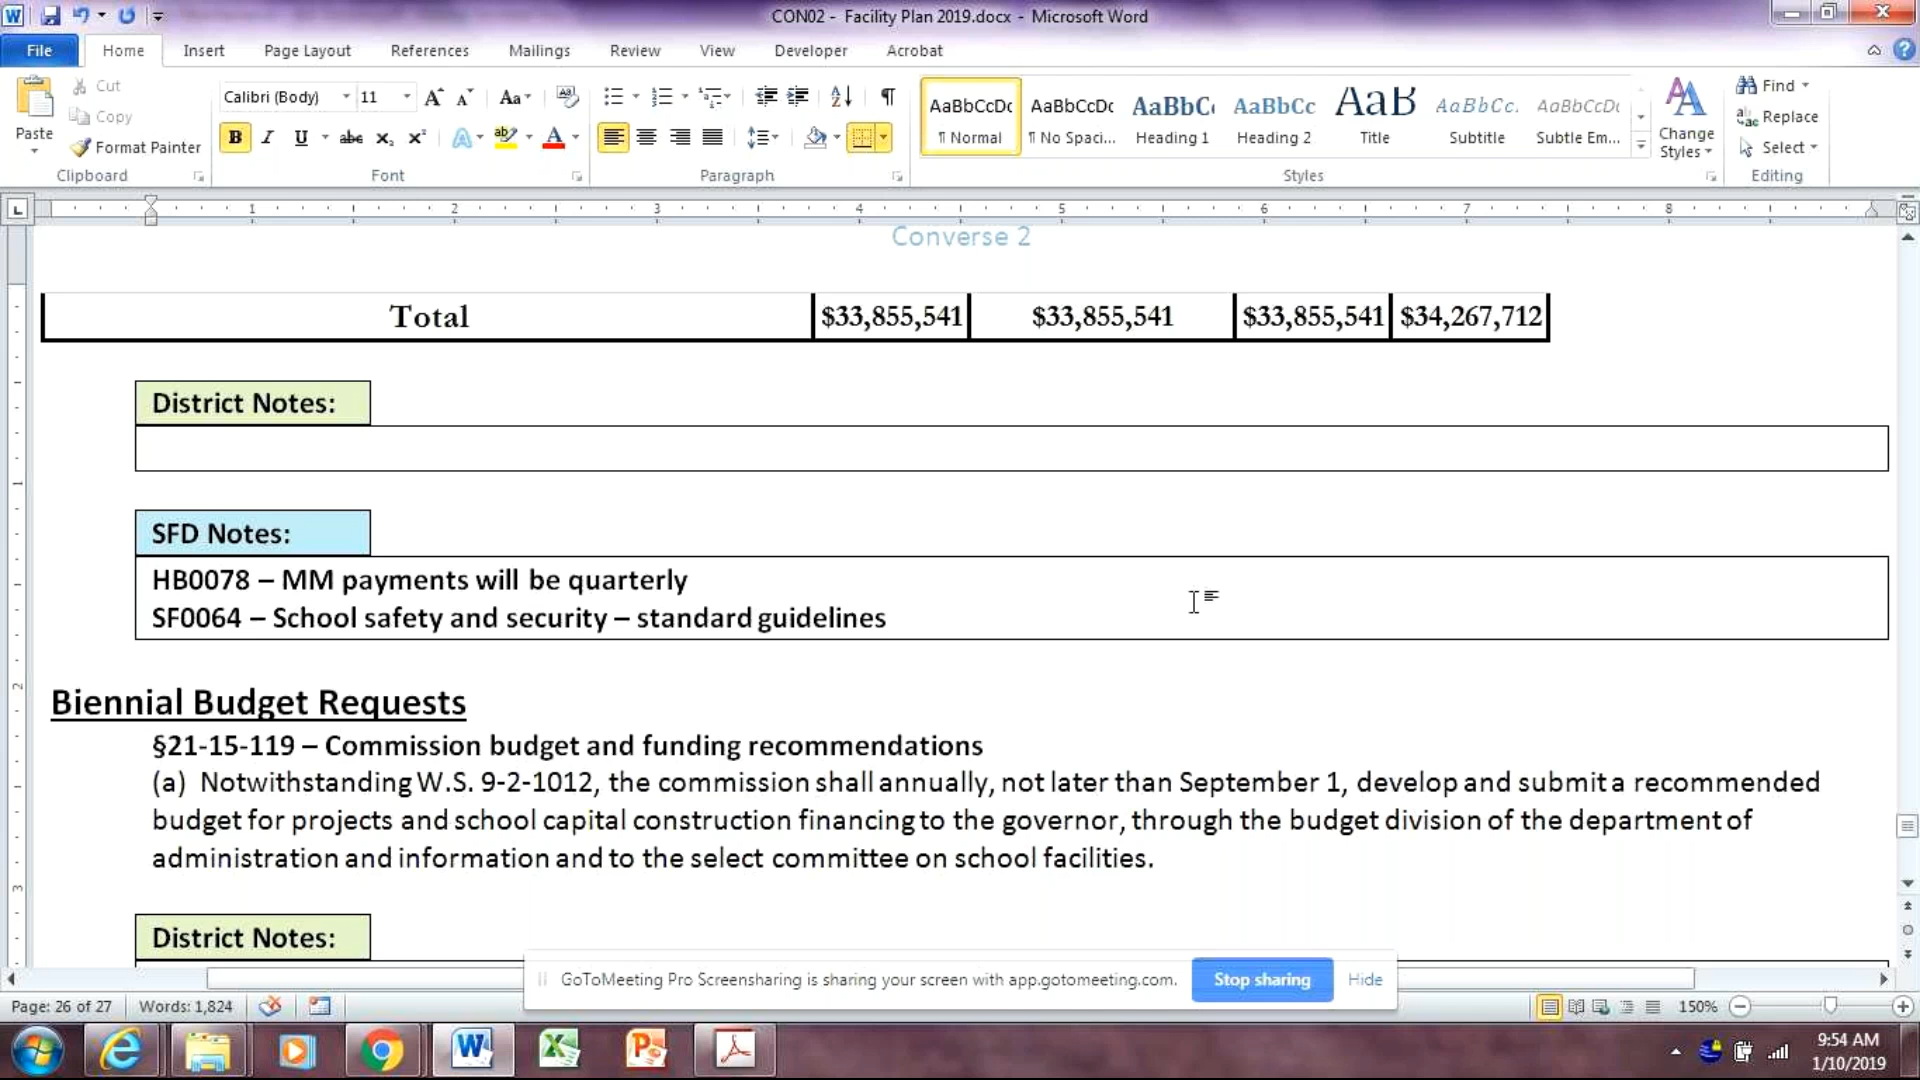 CON02 - Facility Plan 2019.docx - Microsoft Word
File Home Insert Page Layout References Mailings Review View Developer Acrobat
Paste
Cut
Copy
Format Painter
Clipboard
Calibri (Body) 11
Font
Paragraph
AaBbCcDc AaBbCcDc AaBbC AaBbCc AaB AaBbCc. AaBbCcDc
¶ Normal ¶ No Spaci... Heading 1 Heading 2 Title Subtitle Subtle Em...
Change Styles
Styles
Find
Replace
Select
Editing
1 2 3 4 5 6 7 8
Converse 2
Total $33,855,541 $33,855,541 $33,855,541 $34,267,712
District Notes:
SFD Notes:
HB0078 – MM payments will be quarterly
SF0064 – School safety and security – standard guidelines
Biennial Budget Requests
§21-15-119 – Commission budget and funding recommendations
(a) Notwithstanding W.S. 9-2-1012, the commission shall annually, not later than September 1, develop and submit a recommended
budget for projects and school capital construction financing to the governor, through the budget division of the department of
administration and information and to the select committee on school facilities.
District Notes:
GoToMeeting Pro Screensharing is sharing your screen with app.gotomeeting.com. Stop sharing Hide
Page: 26 of 27 Words: 1,824 150%
9:54 AM
1/10/2019